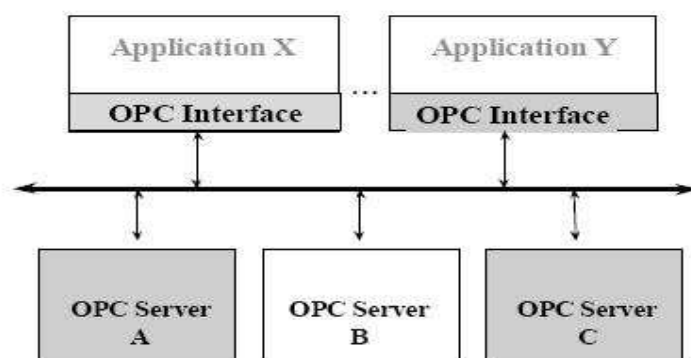 Application X
Application Y
OPC Interface
...
OPC Interface
OPC Server
A
OPC Server
B
OPC Server
C